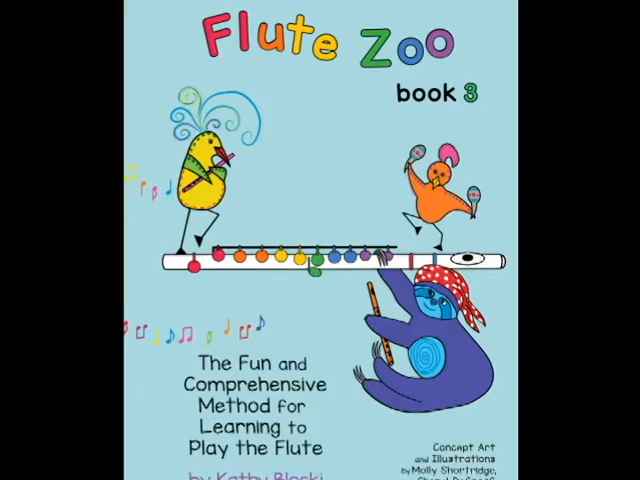 Flute Zoo
book 3
The Fun and
Comprehensive
Method for
Learning to
Play the Flute
by Kathy Blocki
Concept Art
and Illustrations
by Molly Shortridge,